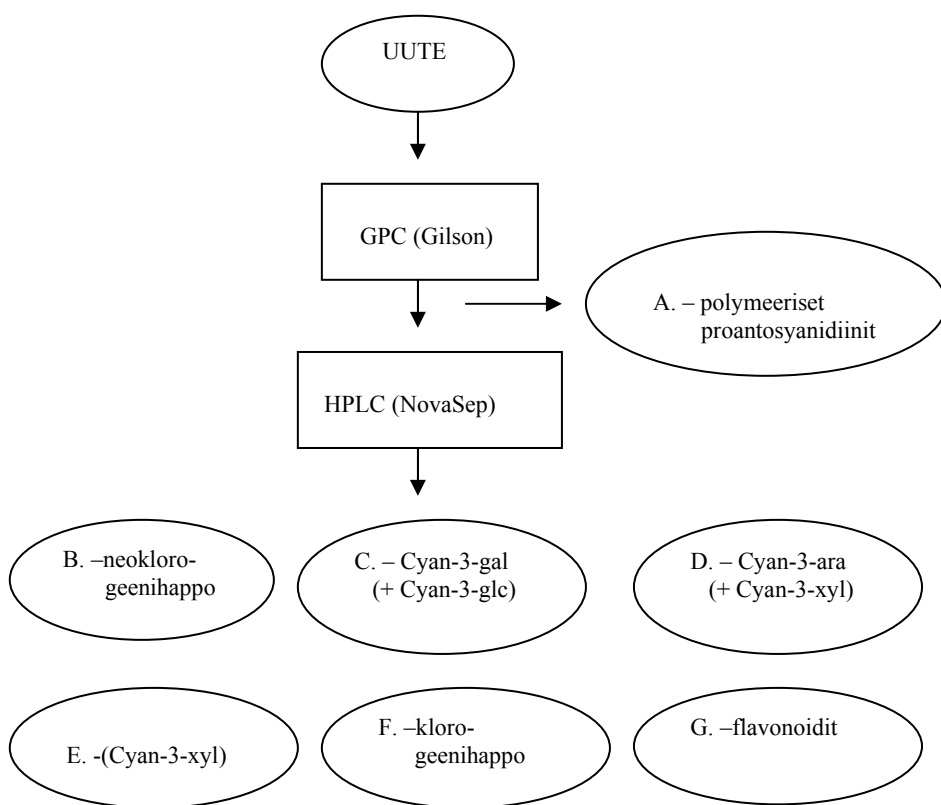 UUTE
GPC (Gilson)
A. – polymeeriset
proantosyanidiinit
HPLC (NovaSep)
B. –neokloro-
geenihappo
C. – Cyan-3-gal
(+ Cyan-3-glc)
D. – Cyan-3-ara
(+ Cyan-3-xyl)
E. -(Cyan-3-xyl)
F. –kloro-
geenihappo
G. –flavonoidit